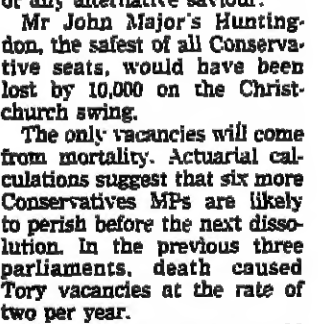 or any alternative saviour.
Mr John Major's Hunting-
don, the safest of all Conserva-
tive seats, would have been
lost by 10,000 on the Christ-
church swing.
The only vacancies will come
from mortality. Actuarial cal-
culations suggest that six more
Conservatives MPs are likely
to perish before the next disso-
lution. In the previous three
parliaments, death caused
Tory vacancies at the rate of
two per year.